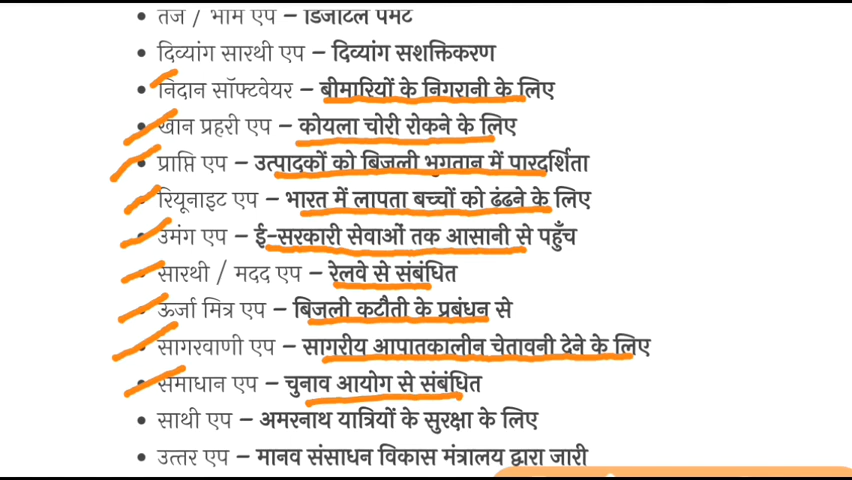 • तेज / भीम एप – डिजिटल पेमेंट
• दिव्यांग सारथी एप – दिव्यांग सशक्तिकरण
• निदान सॉफ्टवेयर – बीमारियों के निगरानी के लिए
• खान प्रहरी एप – कोयला चोरी रोकने के लिए
• प्राप्ति एप – उत्पादकों को बिजली भुगतान में पारदर्शिता
• रियूनाइट एप – भारत में लापता बच्चों को ढंढने के लिए
• उमंग एप – ई-सरकारी सेवाओं तक आसानी से पहुँच
• सारथी / मदद एप – रेलवे से संबंधित
• ऊर्जा मित्र एप – बिजली कटौती के प्रबंधन से
• सागरवाणी एप – सागरीय आपातकालीन चेतावनी देने के लिए
• समाधान एप – चुनाव आयोग से संबंधित
• साथी एप – अमरनाथ यात्रियों के सुरक्षा के लिए
• उत्तर एप – मानव संसाधन विकास मंत्रालय द्वारा जारी